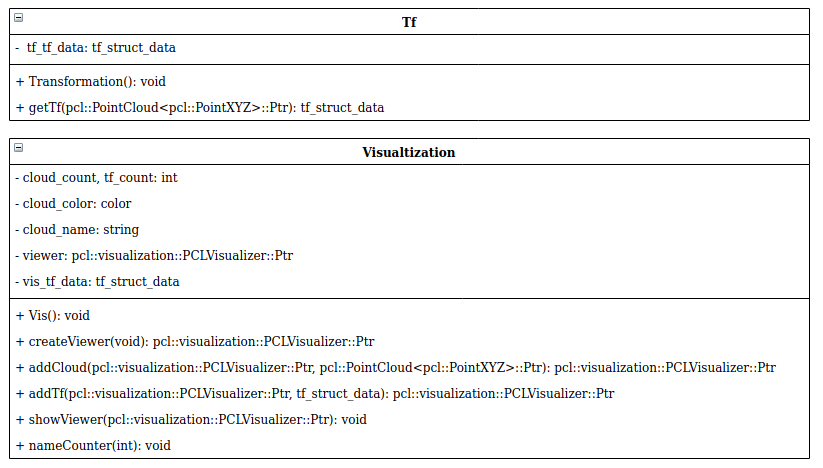 Tf
- tf_tf_data: tf_struct_data
+ Transformation(): void
+ getTf(pcl::PointCloud<pcl::PointXYZ>::Ptr): tf_struct_data
Visualtization
- cloud_count, tf_count: int
- cloud_color: color
- cloud_name: string
- viewer: pcl::visualization::PCLVisualizer::Ptr
- vis_tf_data: tf_struct_data
+ Vis(): void
+ createViewer(void): pcl::visualization::PCLVisualizer::Ptr
+ addCloud(pcl::visualization::PCLVisualizer::Ptr, pcl::PointCloud<pcl::PointXYZ>::Ptr): pcl::visualization::PCLVisualizer::Ptr
+ addTf(pcl::visualization::PCLVisualizer::Ptr, tf_struct_data): pcl::visualization::PCLVisualizer::Ptr
+ showViewer(pcl::visualization::PCLVisualizer::Ptr): void
+ nameCounter(int): void